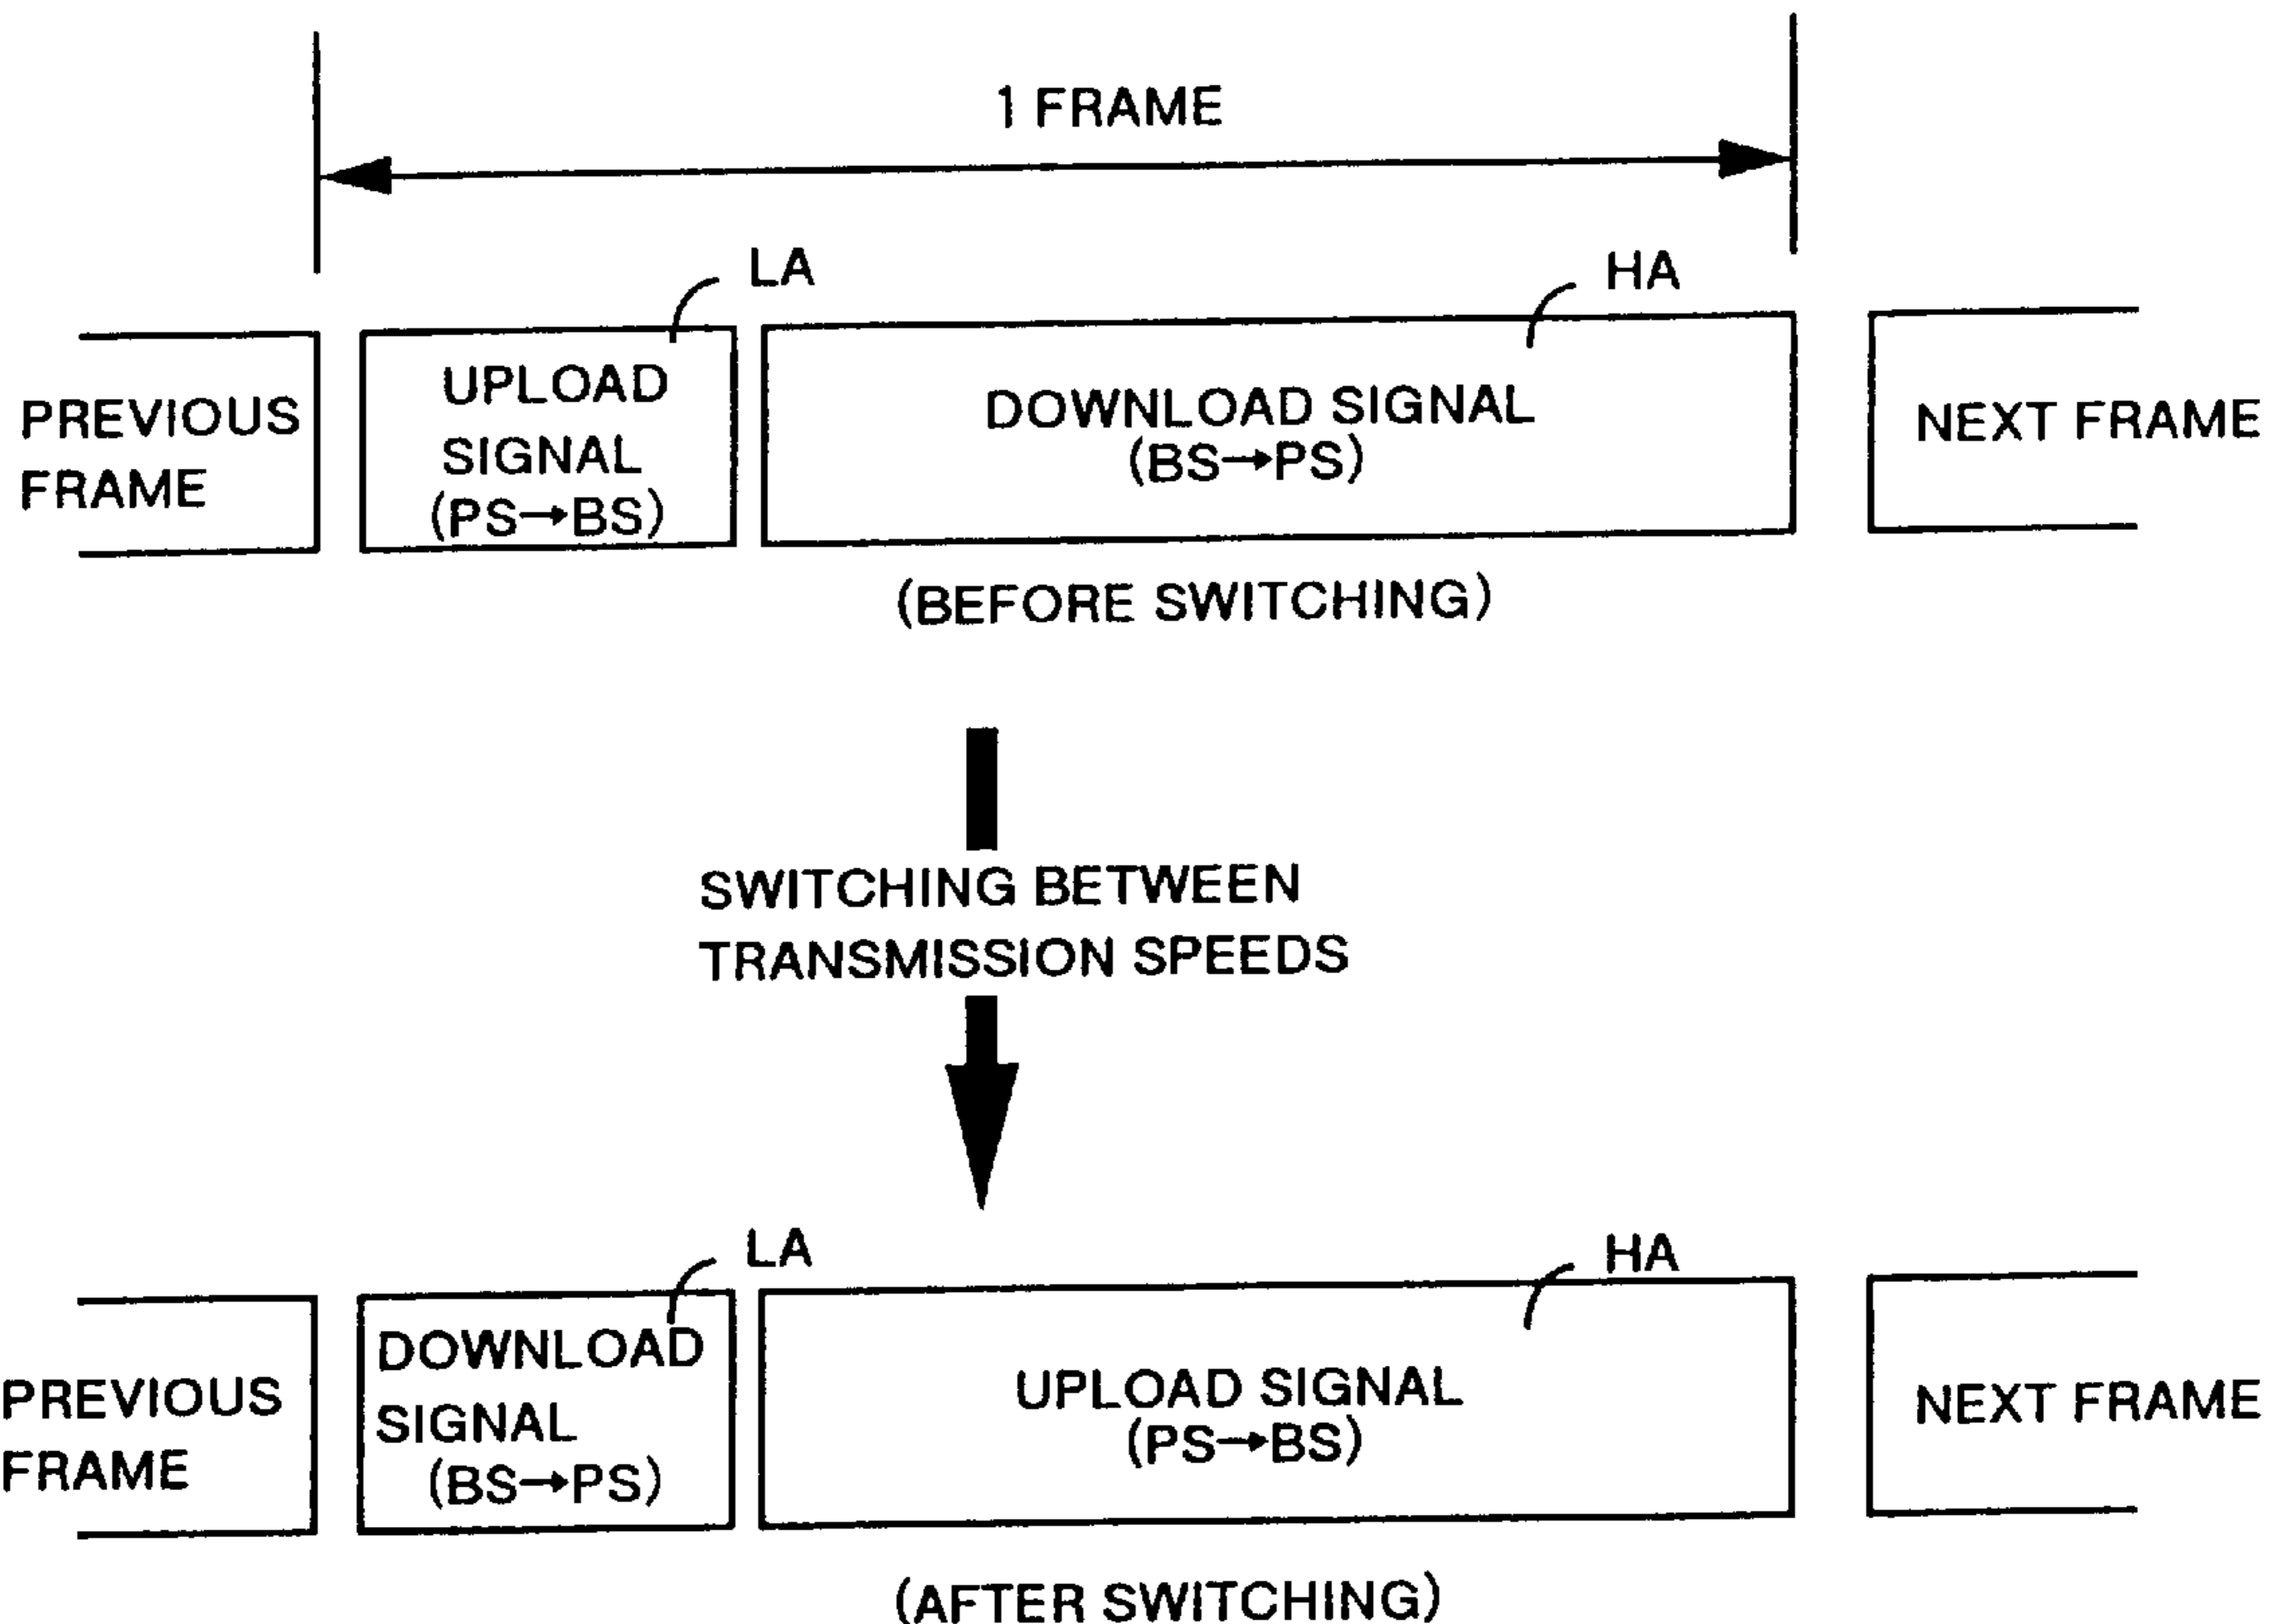 1 FRAME
LA
HA
PREVIOUS
FRAME
UPLOAD
SIGNAL
(PS→BS)
DOWNLOAD SIGNAL
(BS→PS)
NEXT FRAME
(BEFORE SWITCHING)
SWITCHING BETWEEN
TRANSMISSION SPEEDS
LA
HA
PREVIOUS
FRAME
DOWNLOAD
SIGNAL
(BS→PS)
UPLOAD SIGNAL
(PS→BS)
NEXT FRAME
(AFTER SWITCHING)